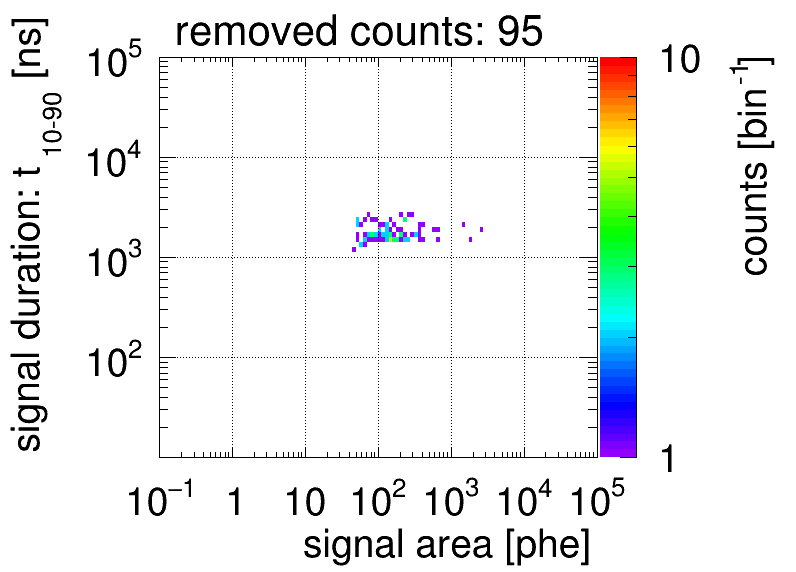 removed counts: 95
signal duration: t 10-90 [ns]
10^5
10^4
10^3
10^2
10^−1 1 10 10^2 10^3 10^4 10^5
signal area [phe]
10
1
counts [bin^-1]